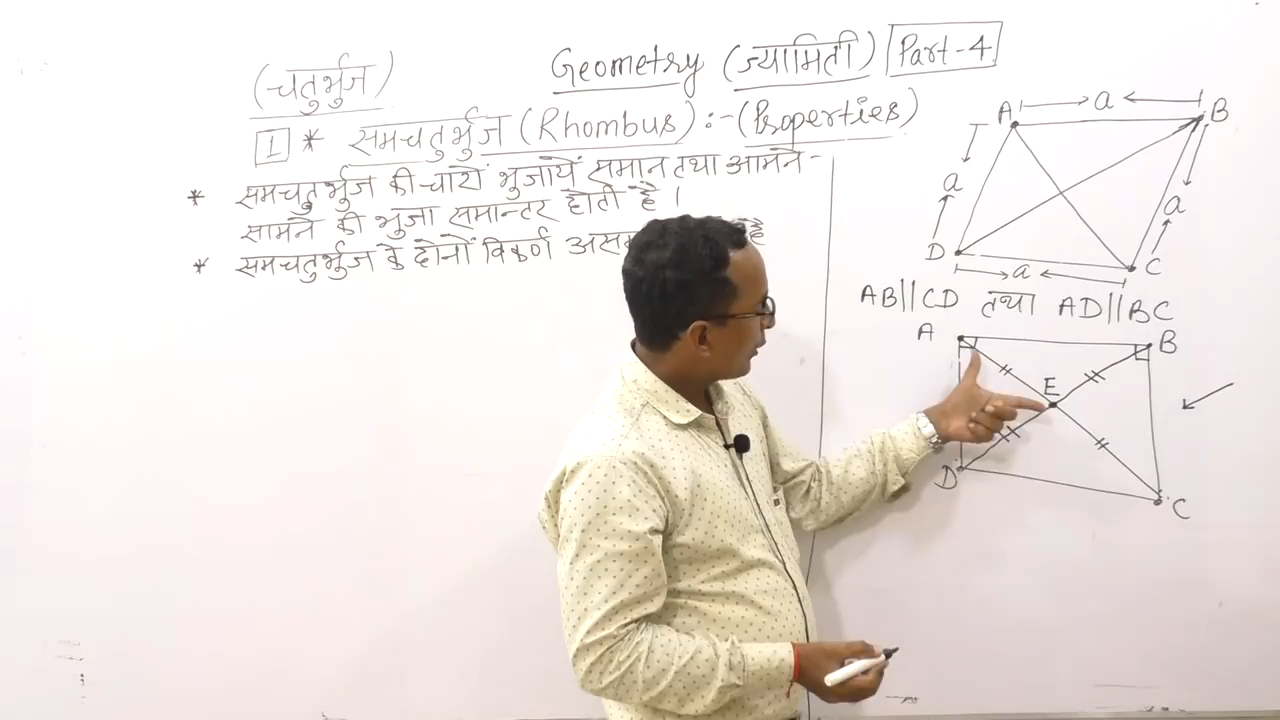 (चतुर्भुज)
Geometry (ज्यामिती) Part-4
1 * समचतुर्भुज (Rhombus) :- (Properties)
* समचतुर्भुज की चारों भुजायें समान तथा आमने-
सामने की भुजा समान्तर होती है।
* समचतुर्भुज के दोनों विकर्ण है
A a B
a a
D a C
AB||CD तथा AD||BC
A B
E
D C